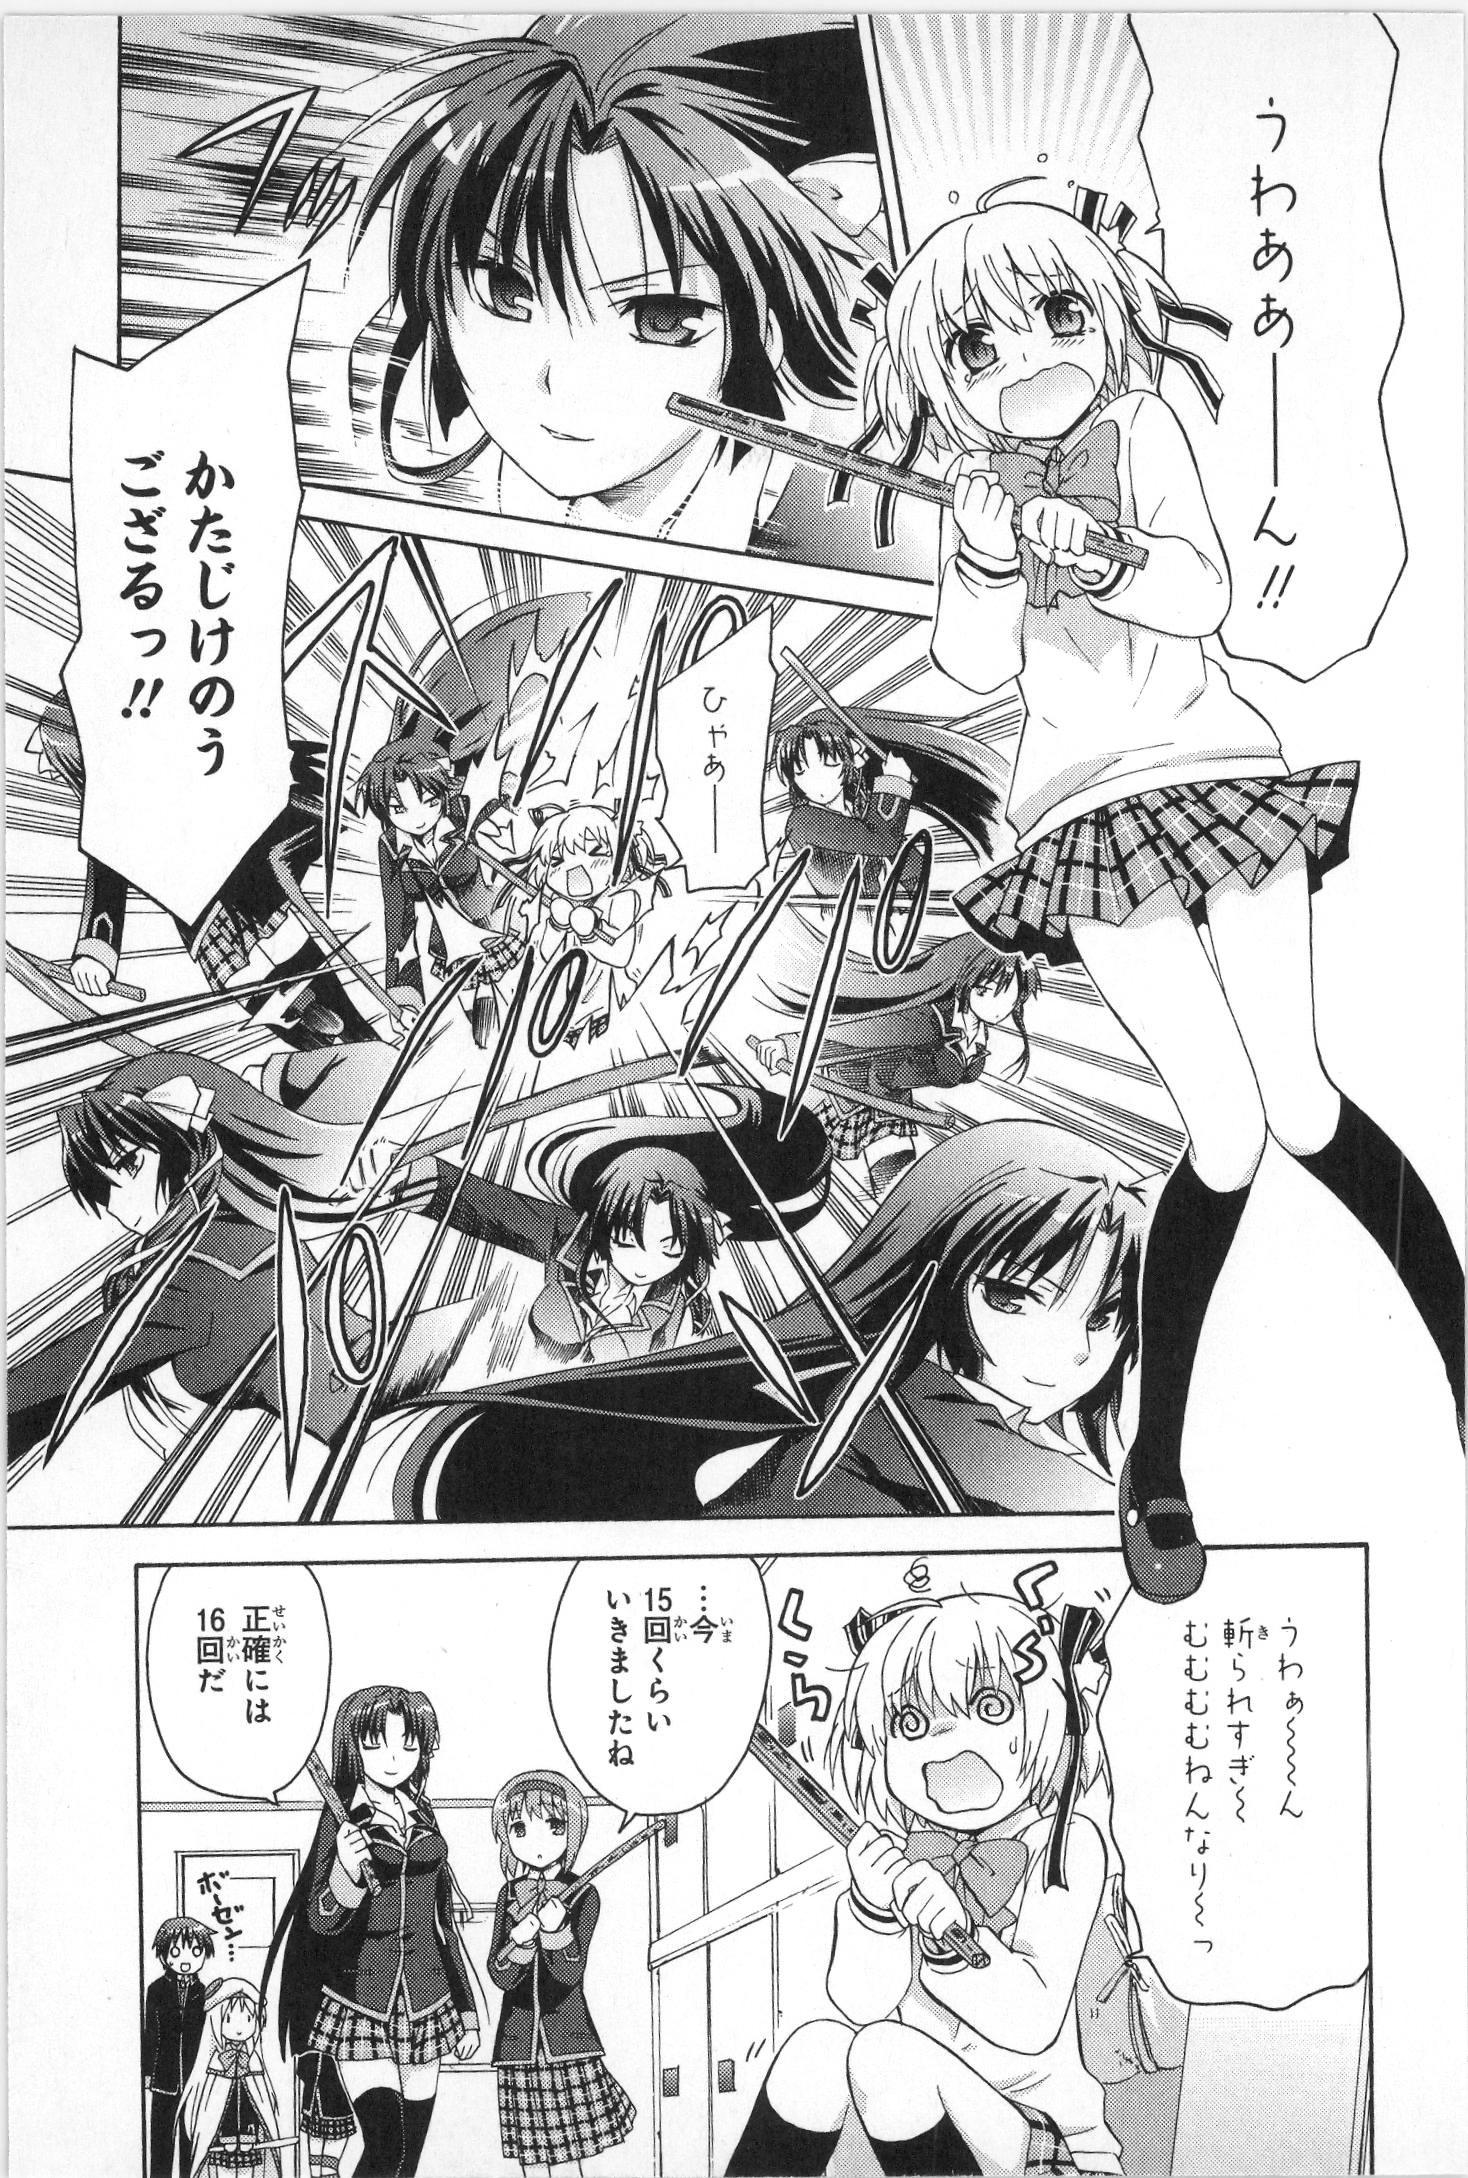 うわぁあーん!!
かたじけのう
ござるっ!!
ひゃあー
うわぁ〜〜〜ん
斬られすぎ〜
むむむむねんなり〜っ
くらくら
…今
15回くらい
いきましたね
正確には
16回だ
ボーゼン…